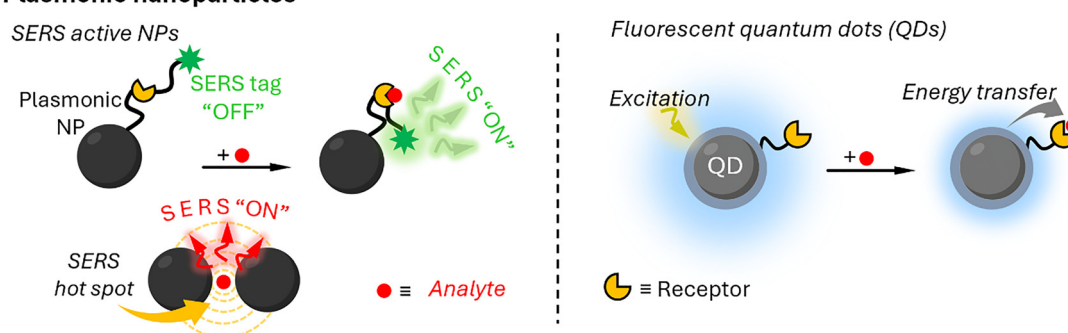 Plasmonic nanoparticles
SERS active NPs
SERS tag
“OFF”
Plasmonic
NP
SERS “ON”
+
SERS “ON”
SERS
hot spot
≡ Analyte
Fluorescent quantum dots (QDs)
Excitation
Energy transfer
QD
+
≡ Receptor